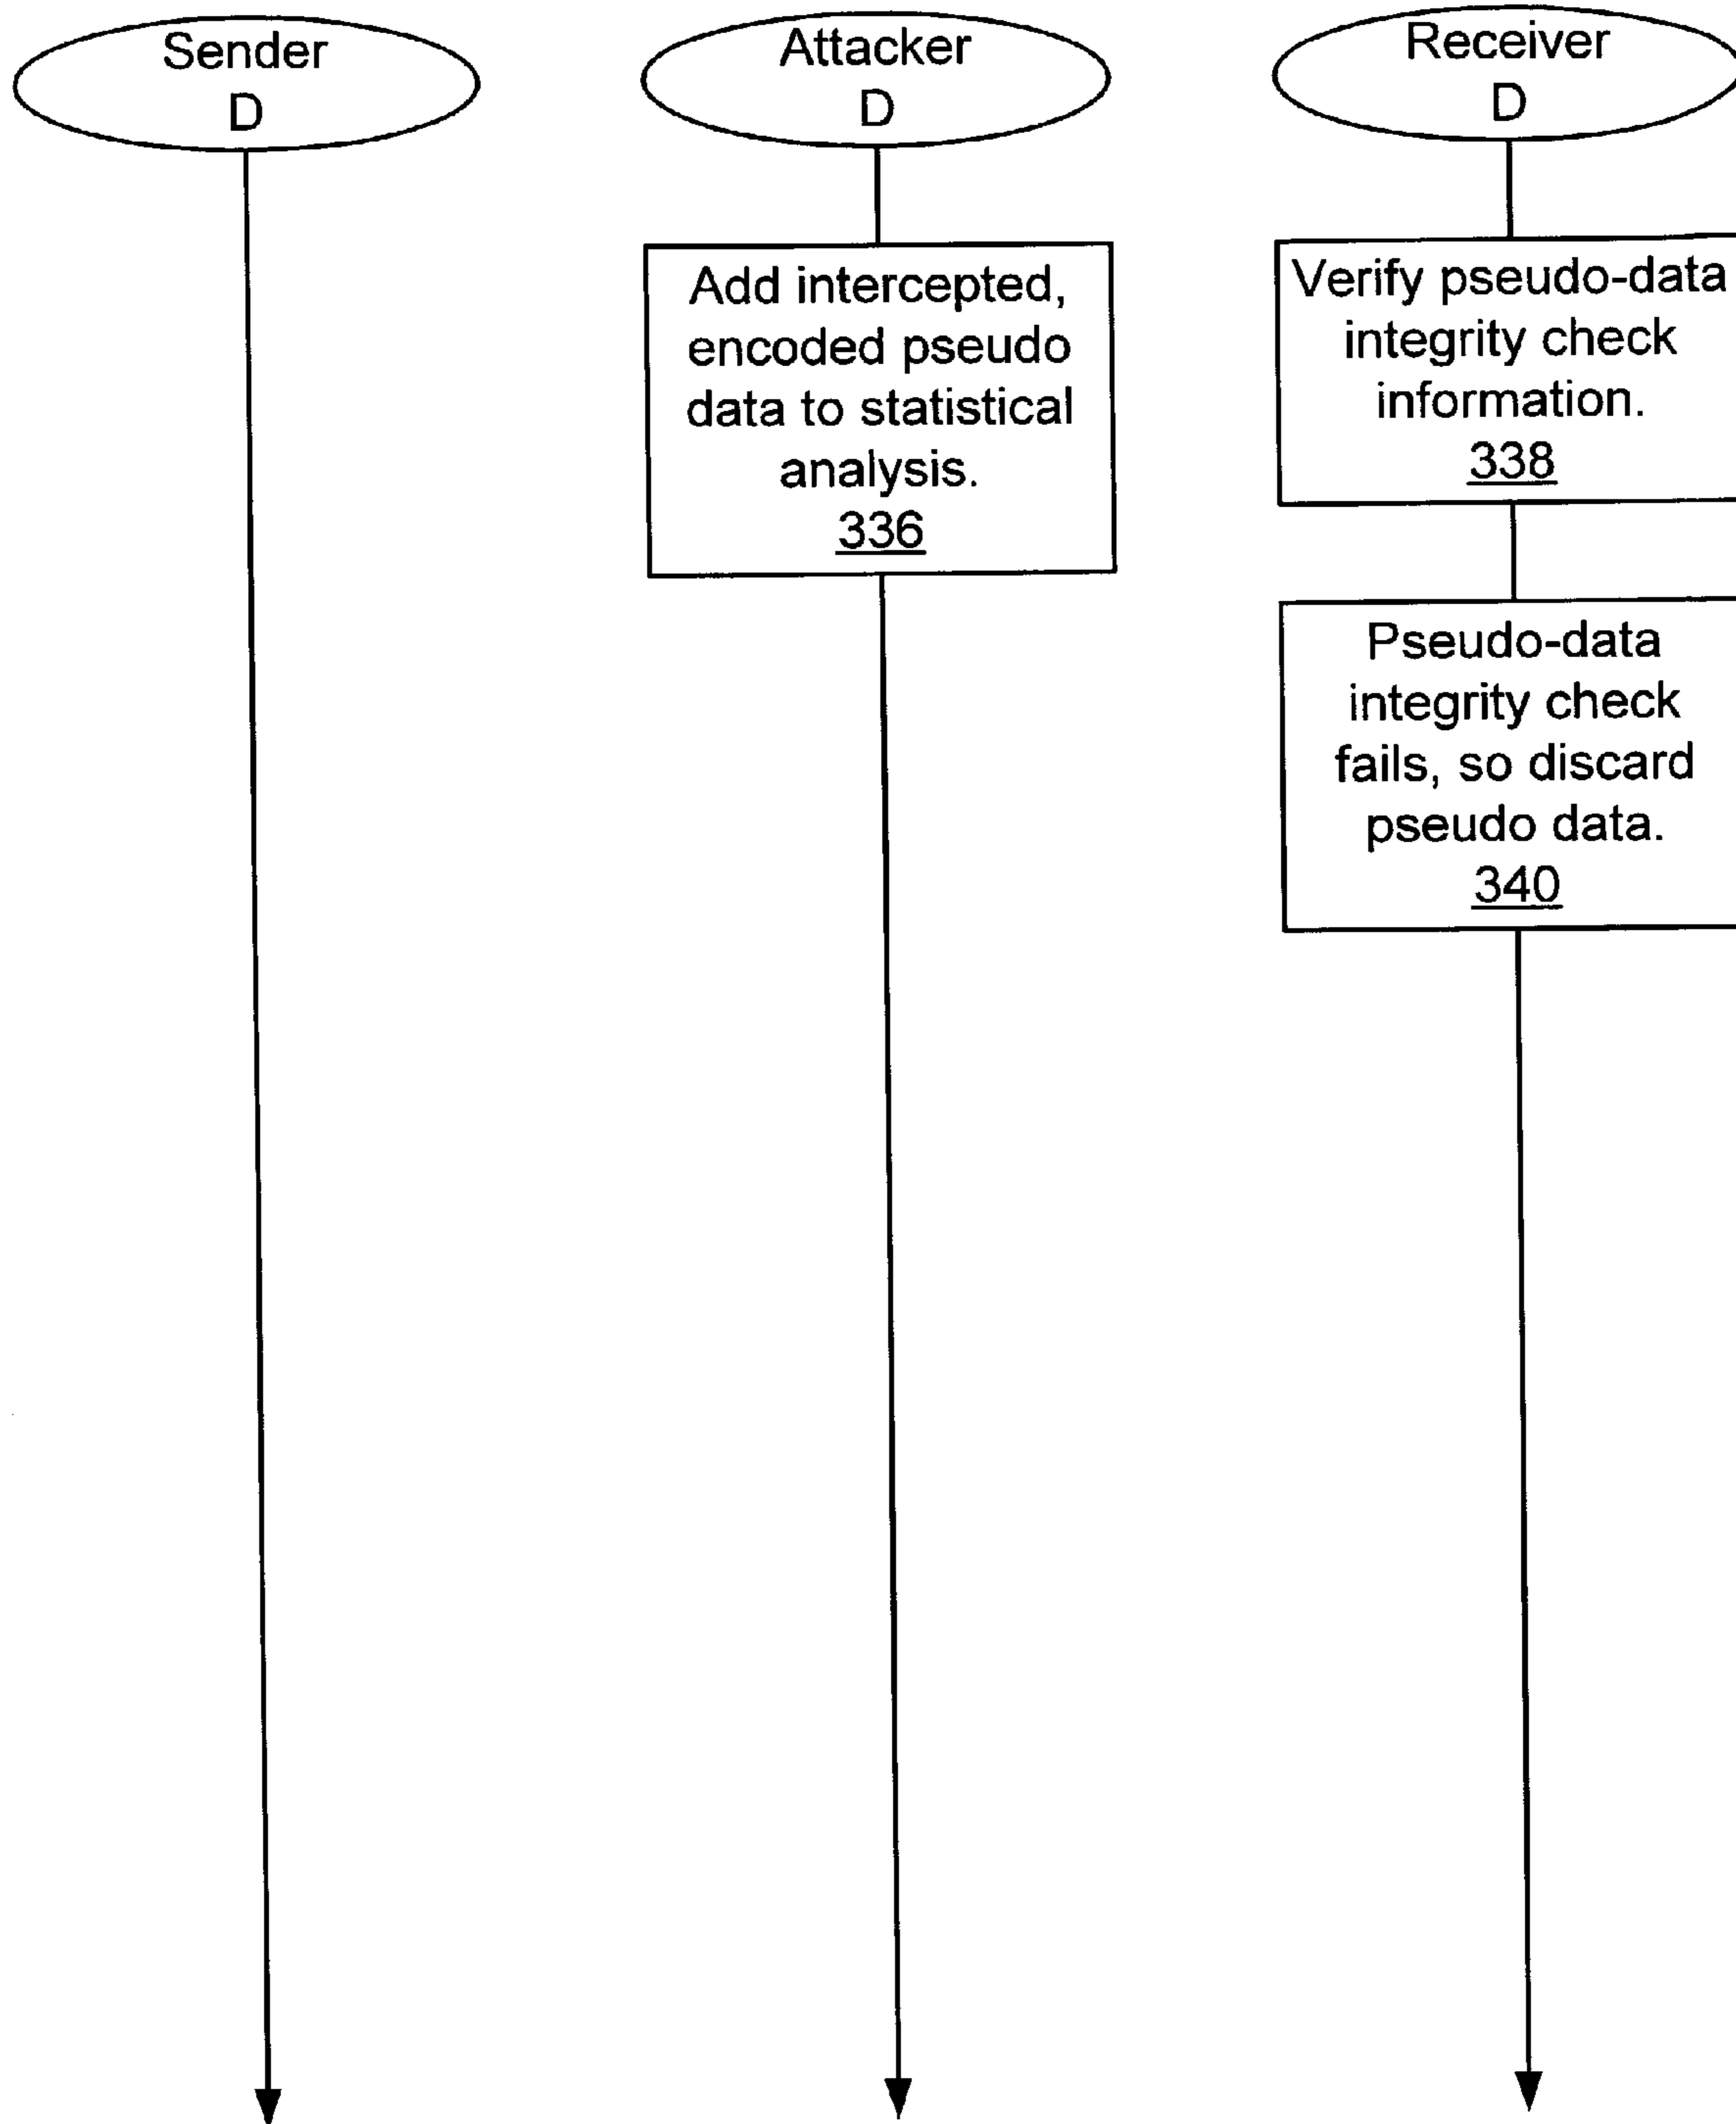 Sender
D
Attacker
D
Receiver
D
Add intercepted,
encoded pseudo
data to statistical
analysis.
336
Verify pseudo-data
integrity check
information.
338
Pseudo-data
integrity check
fails, so discard
pseudo data.
340